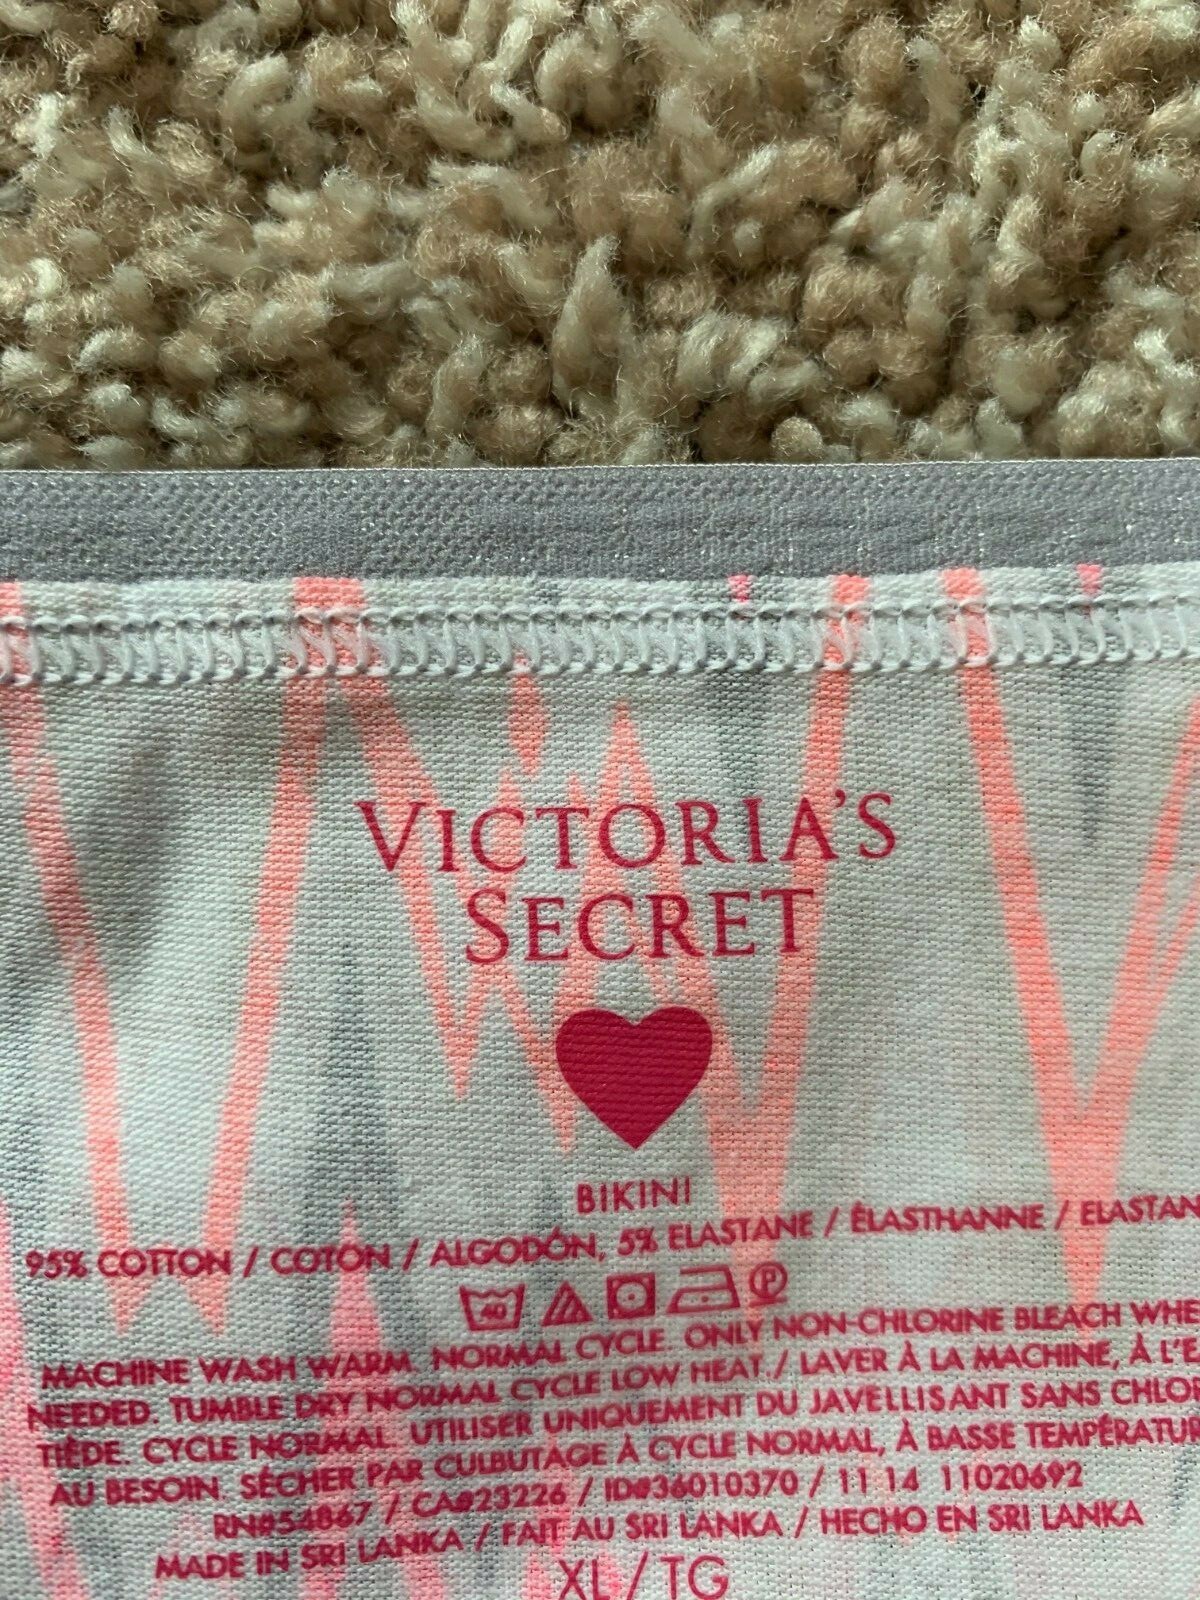 VICTORIA'S
SECRET
BIKINI
95% COTTON / COTON / ALGODÓN, 5% ELASTANE / ÉLASTHANNE / ELASTAN
40 P
MACHINE WASH WARM. NORMAL CYCLE. ONLY NON-CHLORINE BLEACH WHE
NEEDED. TUMBLE DRY NORMAL CYCLE LOW HEAT. / LAVER À LA MACHINE, À L'E
TIÈDE. CYCLE NORMAL. UTILISER UNIQUEMENT DU JAVELLISANT SANS CHLOR
AU BESOIN. SÉCHER PAR CULBUTAGE À CYCLE NORMAL, À BASSE TEMPÉRATUR
RN#54867 / CA#23226 / ID#36010370 / 11 14 11020692
MADE IN SRI LANKA / FAIT AU SRI LANKA / HECHO EN SRI LANKA
XL / TG